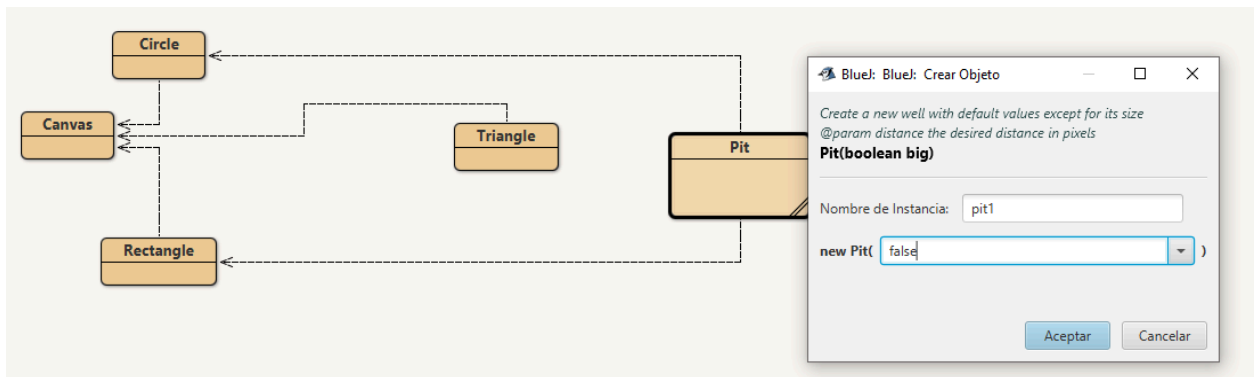 Circle
Canvas
Triangle
Pit
Rectangle
BlueJ: BlueJ: Crear Objeto
Create a new well with default values except for its size
@param distance the desired distance in pixels
Pit(boolean big)
Nombre de Instancia: pit1
new Pit( false )
Aceptar Cancelar